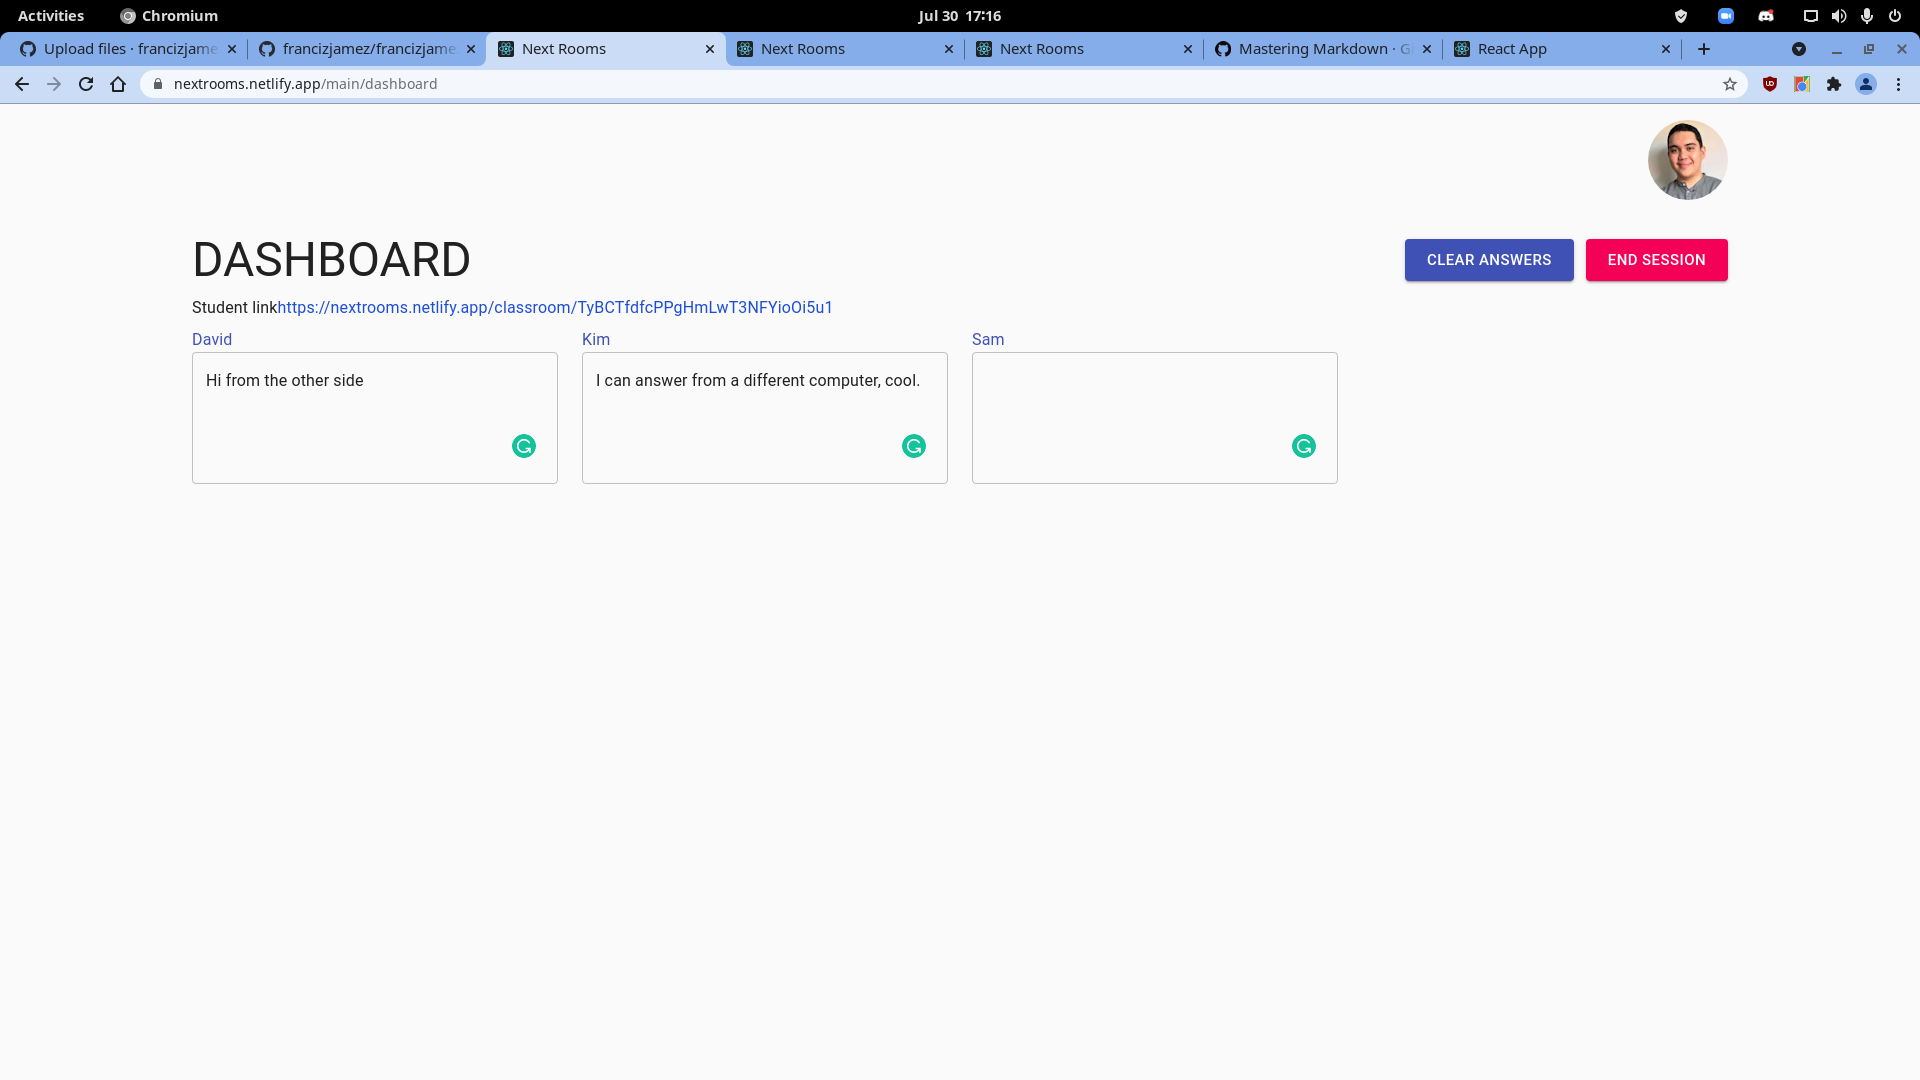 Activities
Chromium
Jul 30 17:16
Upload files · francizjame
francizjamez/francizjame
Next Rooms
Next Rooms
Next Rooms
Mastering Markdown · G
React App
nextrooms.netlify.app/main/dashboard
DASHBOARD
CLEAR ANSWERS
END SESSION
Student linkhttps://nextrooms.netlify.app/classroom/TyBCTfdfcPPgHmLwT3NFYioOi5u1
David
Kim
Sam
Hi from the other side
I can answer from a different computer, cool.